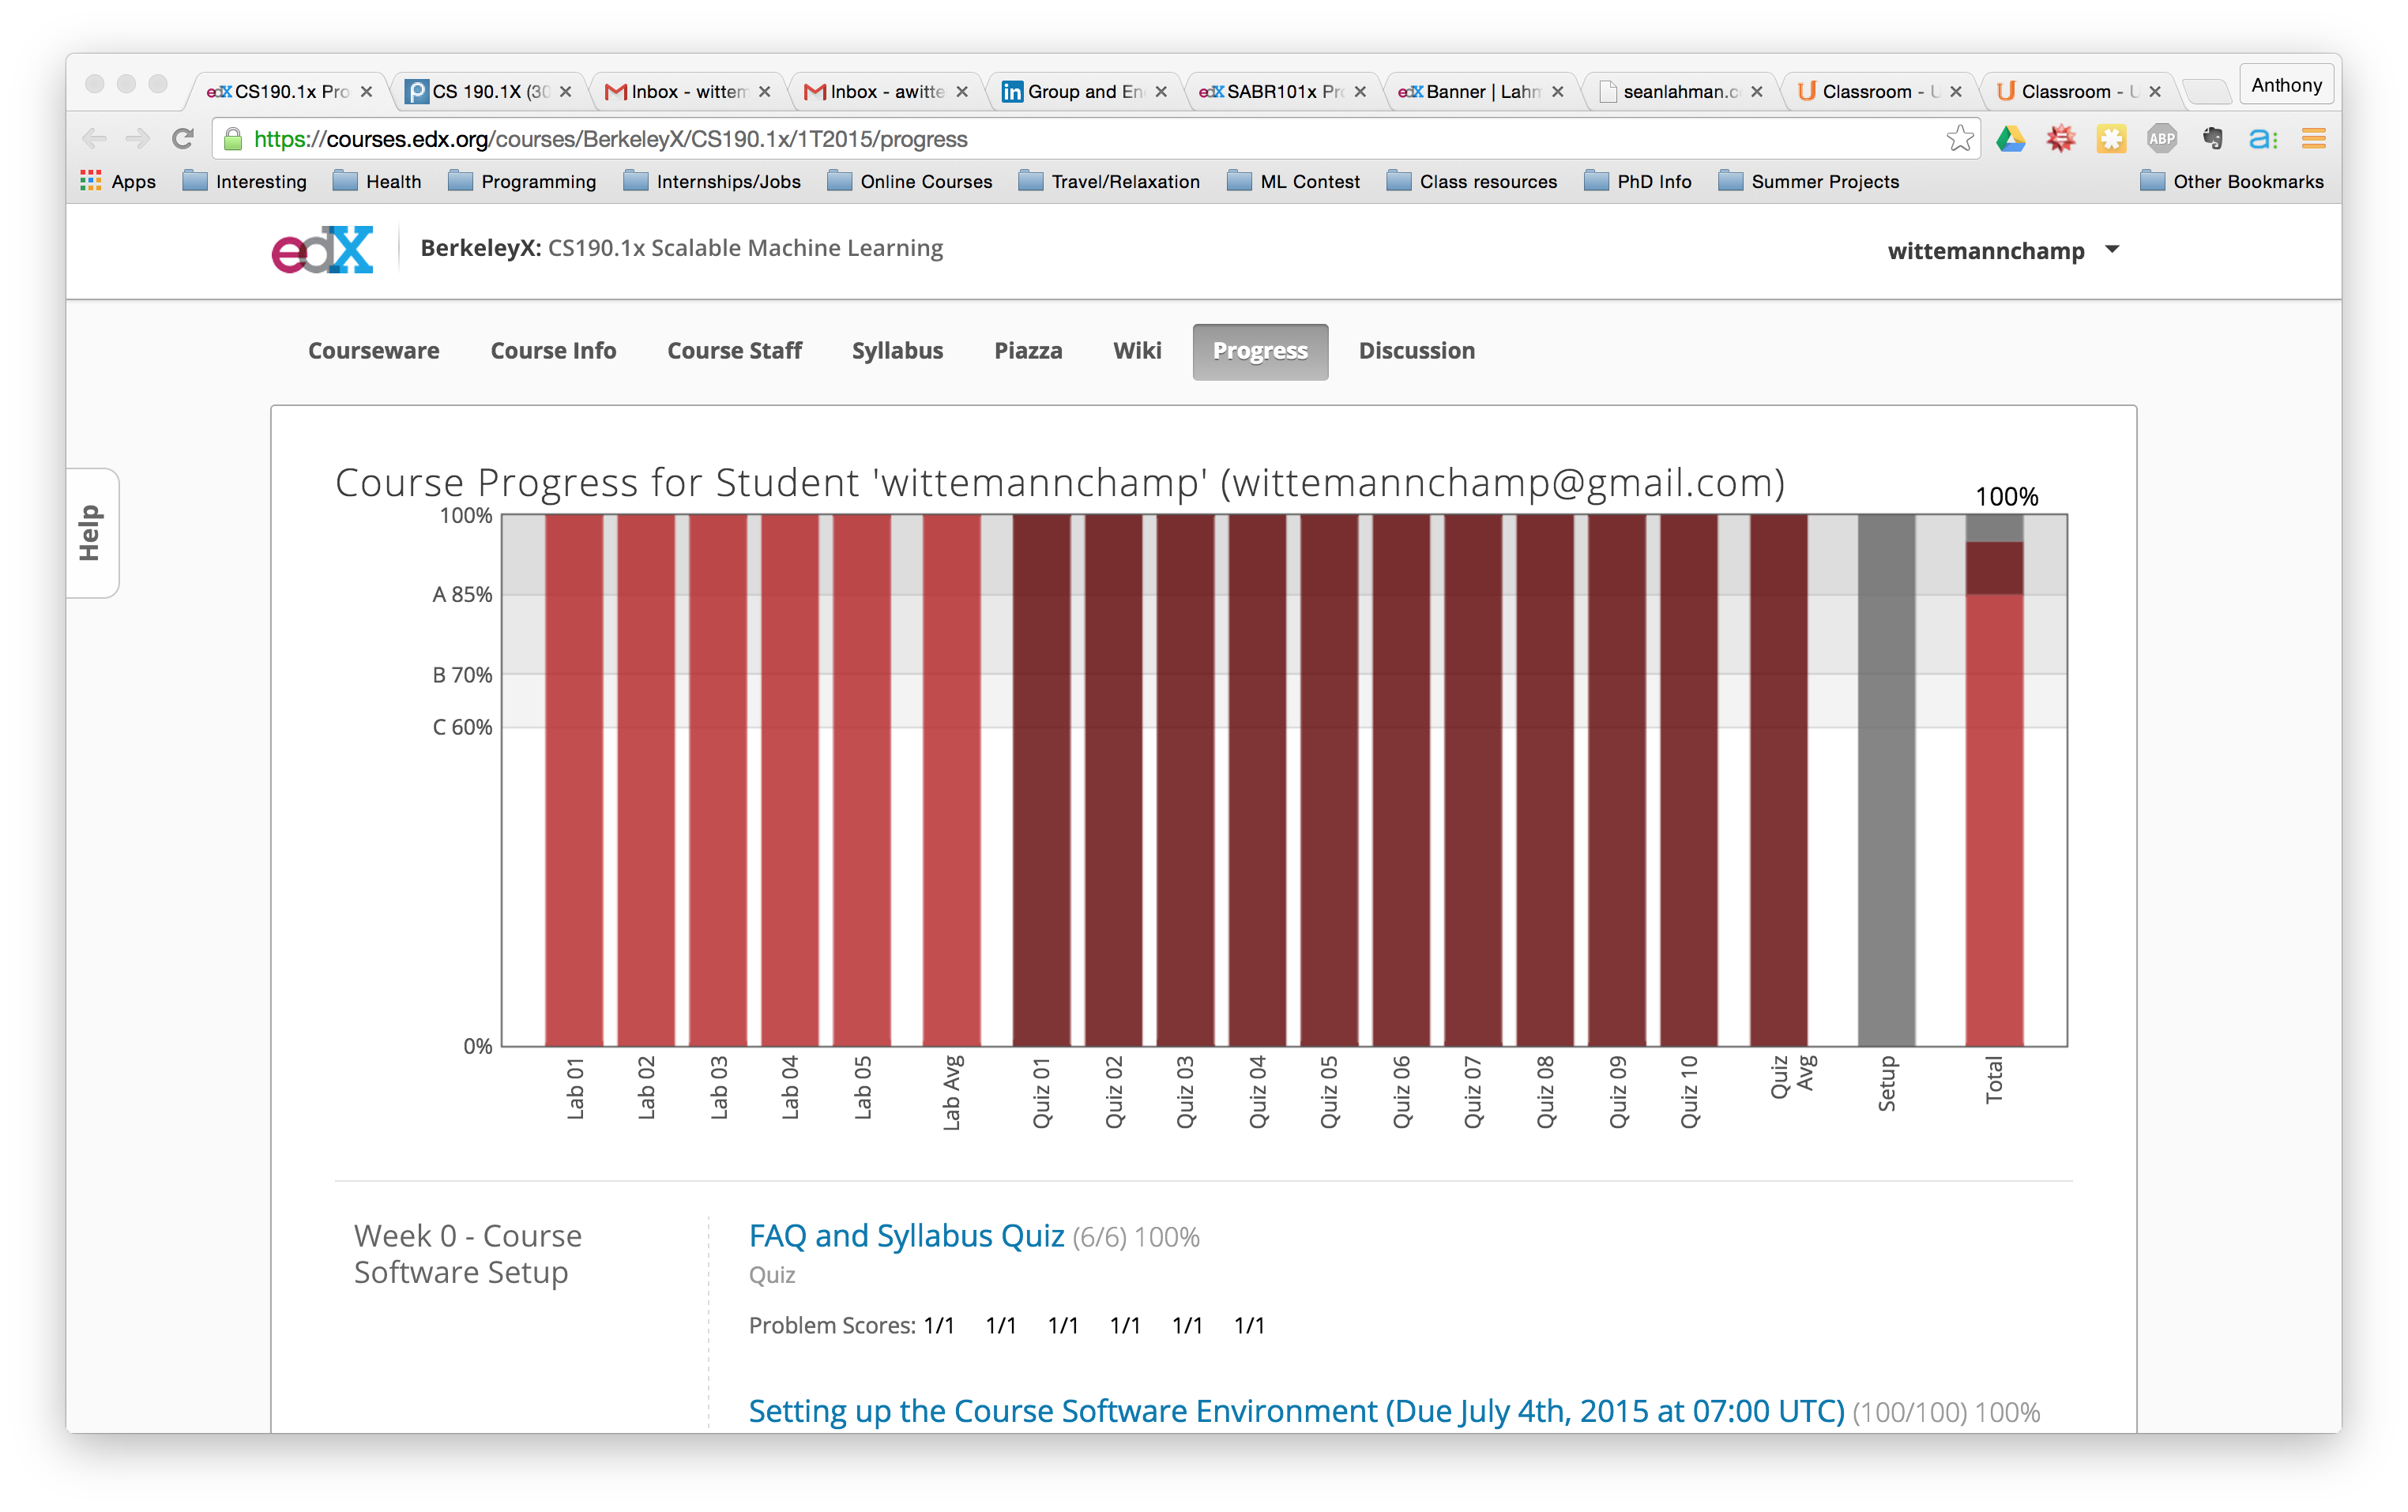 edX CS190.1x Pro CS 190.1X (30 Inbox - wittem Inbox - awitte in Group and En edX SABR101x Pro edX Banner | Lahm seanlahman.c Classroom - U Classroom - U Anthony
https://courses.edx.org/courses/BerkeleyX/CS190.1x/1T2015/progress ABP a:
Apps Interesting Health Programming Internships/Jobs Online Courses Travel/Relaxation ML Contest Class resources PhD Info Summer Projects Other Bookmarks
edX BerkeleyX: CS190.1x Scalable Machine Learning wittemannchamp
Courseware Course Info Course Staff Syllabus Piazza Wiki Progress Discussion
Help
Course Progress for Student 'wittemannchamp' (wittemannchamp@gmail.com)
100%
100%
A 85%
B 70%
C 60%
0%
Lab 01 Lab 02 Lab 03 Lab 04 Lab 05 Lab Avg Quiz 01 Quiz 02 Quiz 03 Quiz 04 Quiz 05 Quiz 06 Quiz 07 Quiz 08 Quiz 09 Quiz 10 Quiz Avg Setup Total
Week 0 - Course
Software Setup
FAQ and Syllabus Quiz (6/6) 100%
Quiz
Problem Scores: 1/1 1/1 1/1 1/1 1/1 1/1
Setting up the Course Software Environment (Due July 4th, 2015 at 07:00 UTC) (100/100) 100%